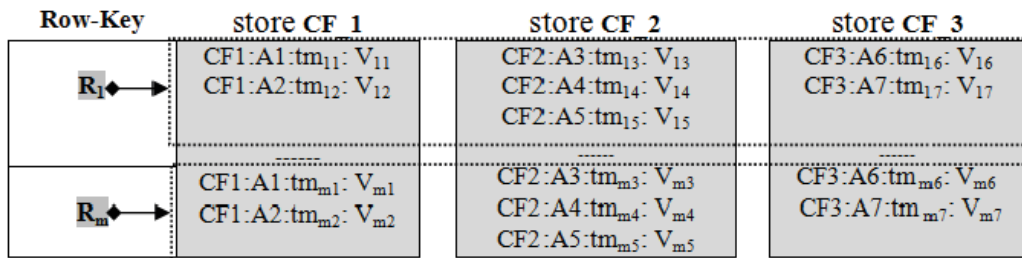 Row-Key store CF_1 store CF_2 store CF_3
R₁ CF1:A1:tm₁₁: V₁₁ CF2:A3:tm₁₃: V₁₃ CF3:A6:tm₁₆: V₁₆
CF1:A2:tm₁₂: V₁₂ CF2:A4:tm₁₄: V₁₄ CF3:A7:tm₁₇: V₁₇
CF2:A5:tm₁₅: V₁₅
------ ------ ------
Rₘ CF1:A1:tmₘ₁: Vₘ₁ CF2:A3:tmₘ₃: Vₘ₃ CF3:A6:tmₘ₆: Vₘ₆
CF1:A2:tmₘ₂: Vₘ₂ CF2:A4:tmₘ₄: Vₘ₄ CF3:A7:tmₘ₇: Vₘ₇
CF2:A5:tmₘ₅: Vₘ₅